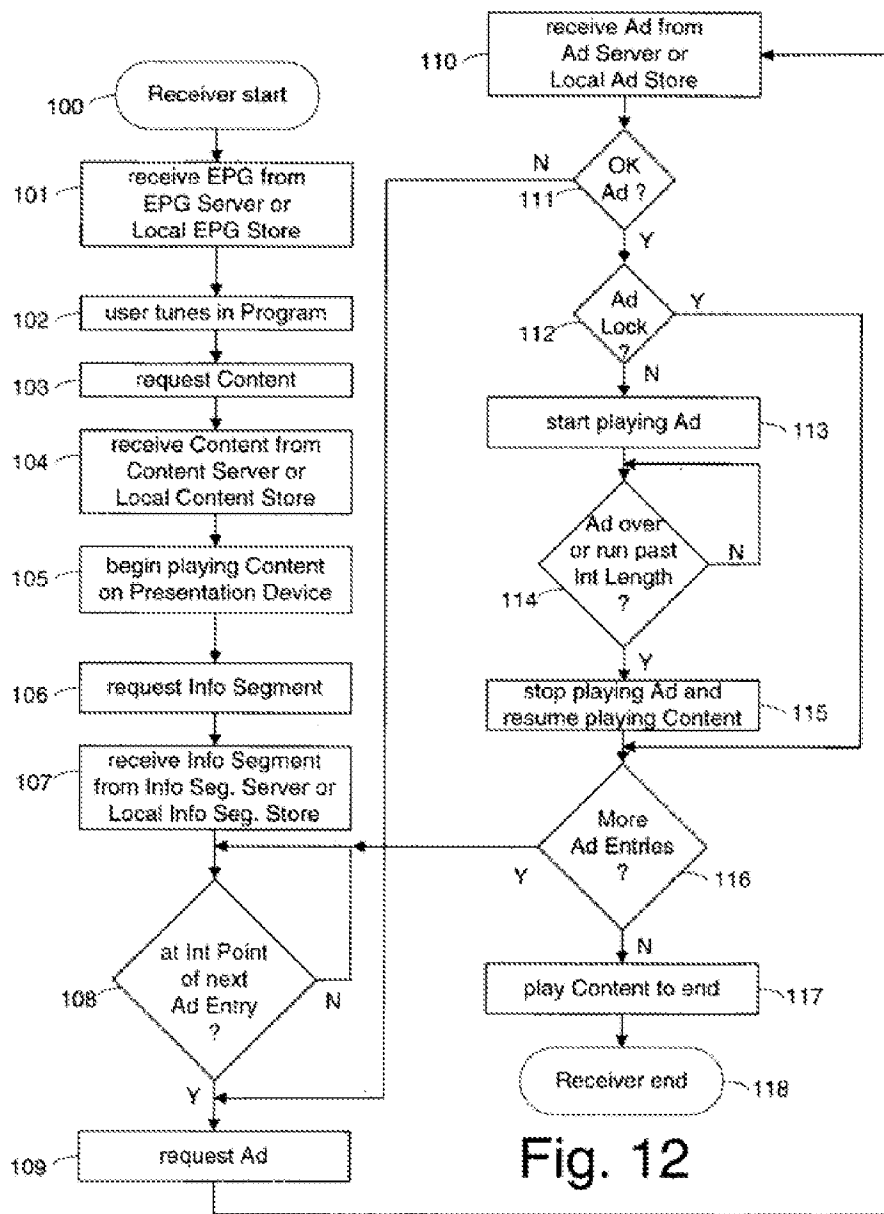 100
Receiver start
101
receive EPG from
EPG Server or
Local EPG Store
102
user tunes in Program
103
request Content
104
receive Content from
Content Server or
Local Content Store
105
begin playing Content
on Presentation Device
106
request Info Segment
107
receive Info Segment
from Info Seg. Server or
Local Info Seg. Store
108
at Int Point
of next
Ad Entry
?
N
Y
109
request Ad
110
receive Ad from
Ad Server or
Local Ad Store
N
OK
Ad ?
111
Y
Ad
Lock
?
112
Y
N
start playing Ad
113
Ad over
or run past
Int Length
?
114
N
Y
stop playing Ad and
resume playing Content
115
More
Ad Entries
?
116
Y
N
play Content to end
117
Receiver end
118
Fig. 12